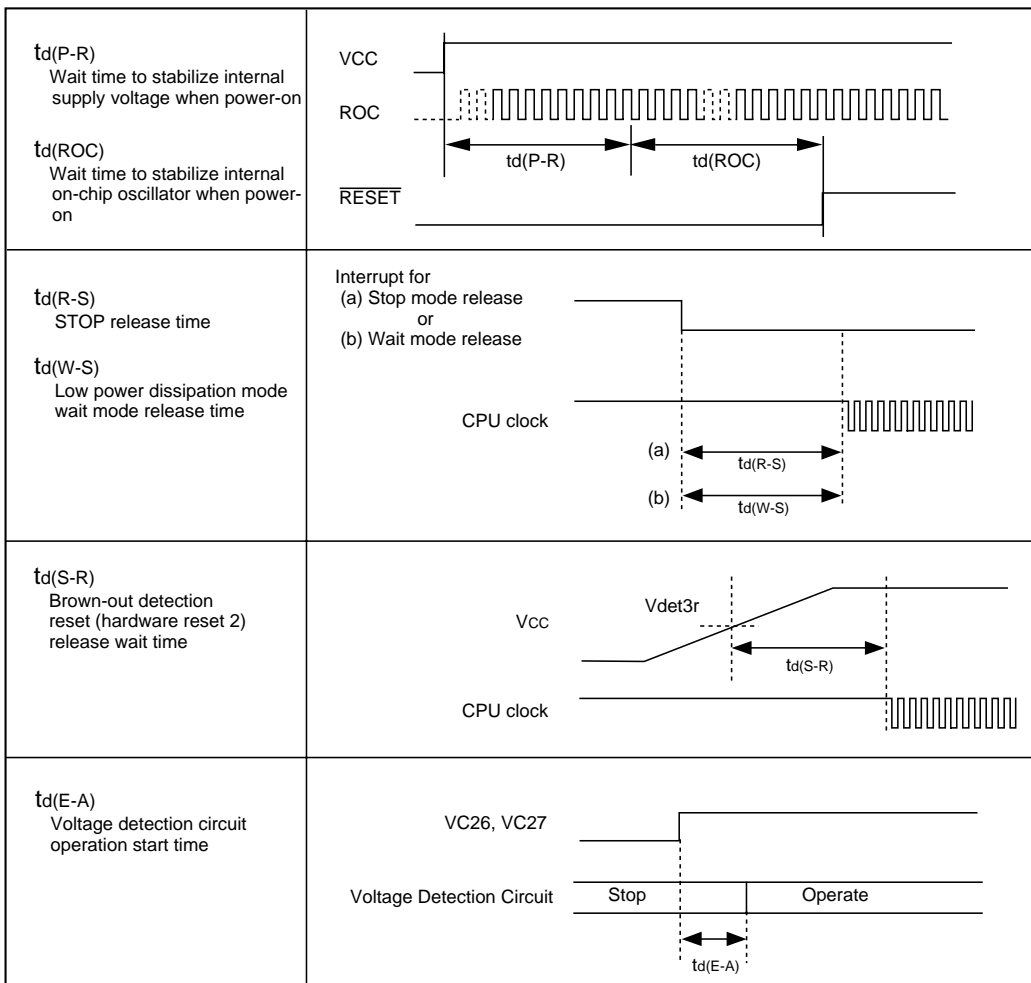 td(P-R)
Wait time to stabilize internal
supply voltage when power-on
td(ROC)
Wait time to stabilize internal
on-chip oscillator when power-
on
VCC
ROC
td(P-R)
td(ROC)
RESET
td(R-S)
STOP release time
td(W-S)
Low power dissipation mode
wait mode release time
Interrupt for
(a) Stop mode release
or
(b) Wait mode release
CPU clock
(a)
td(R-S)
(b)
td(W-S)
td(S-R)
Brown-out detection
reset (hardware reset 2)
release wait time
Vdet3r
VCC
td(S-R)
CPU clock
td(E-A)
Voltage detection circuit
operation start time
VC26, VC27
Voltage Detection Circuit
Stop
Operate
td(E-A)